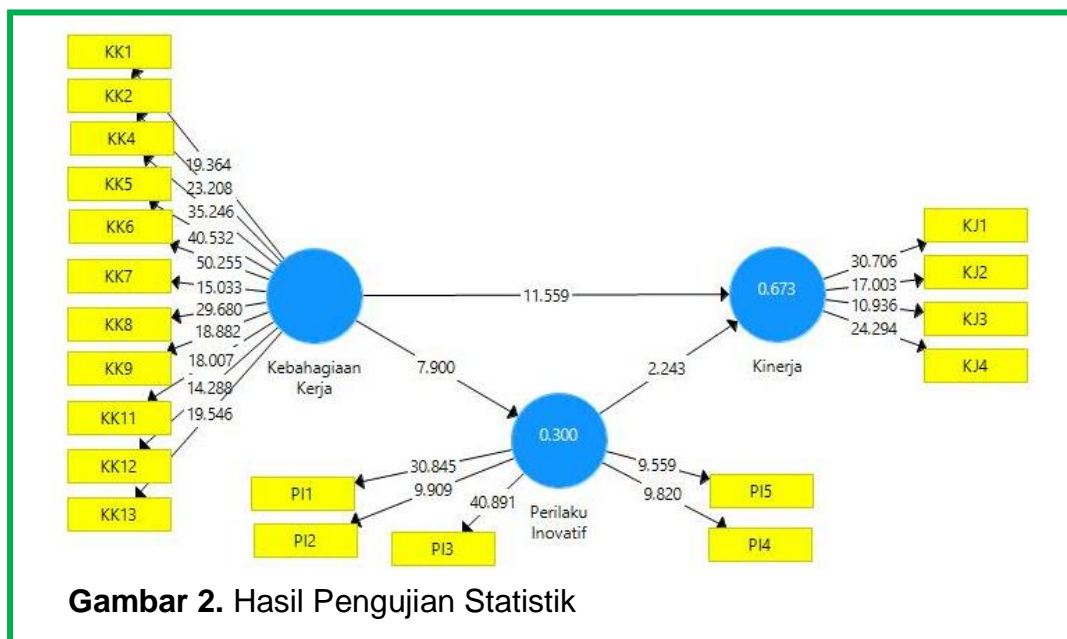 KK1
KK2
KK4
KK5
KK6
KK7
KK8
KK9
KK11
KK12
KK13
19.364
23.208
35.246
40.532
50.255
15.033
29.680
18.882
18.007
14.288
19.546
Kebahagiaan
Kerja
11.559
7.900
2.243
0.673
Kinerja
30.706
17.003
10.936
24.294
KJ1
KJ2
KJ3
KJ4
0.300
Perilaku
Inovatif
30.845
9.909
40.891
9.559
9.820
PI1
PI2
PI3
PI5
PI4
Gambar 2. Hasil Pengujian Statistik